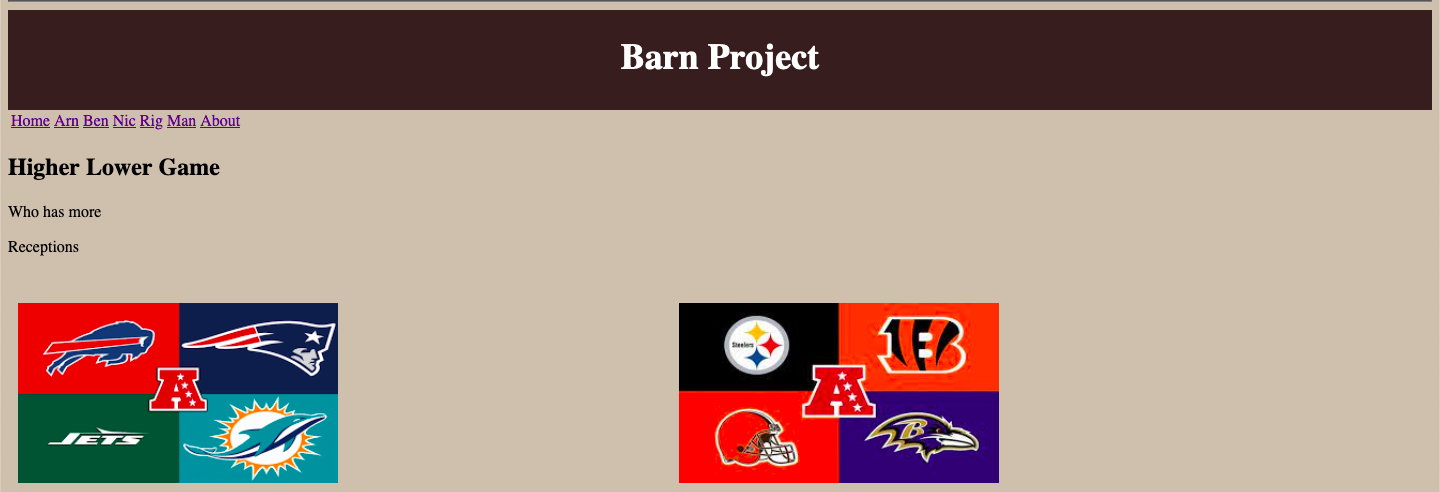 Barn Project
Home Arn Ben Nic Rig Man About
Higher Lower Game
Who has more
Receptions
A
JETS
Steelers
B
A
B